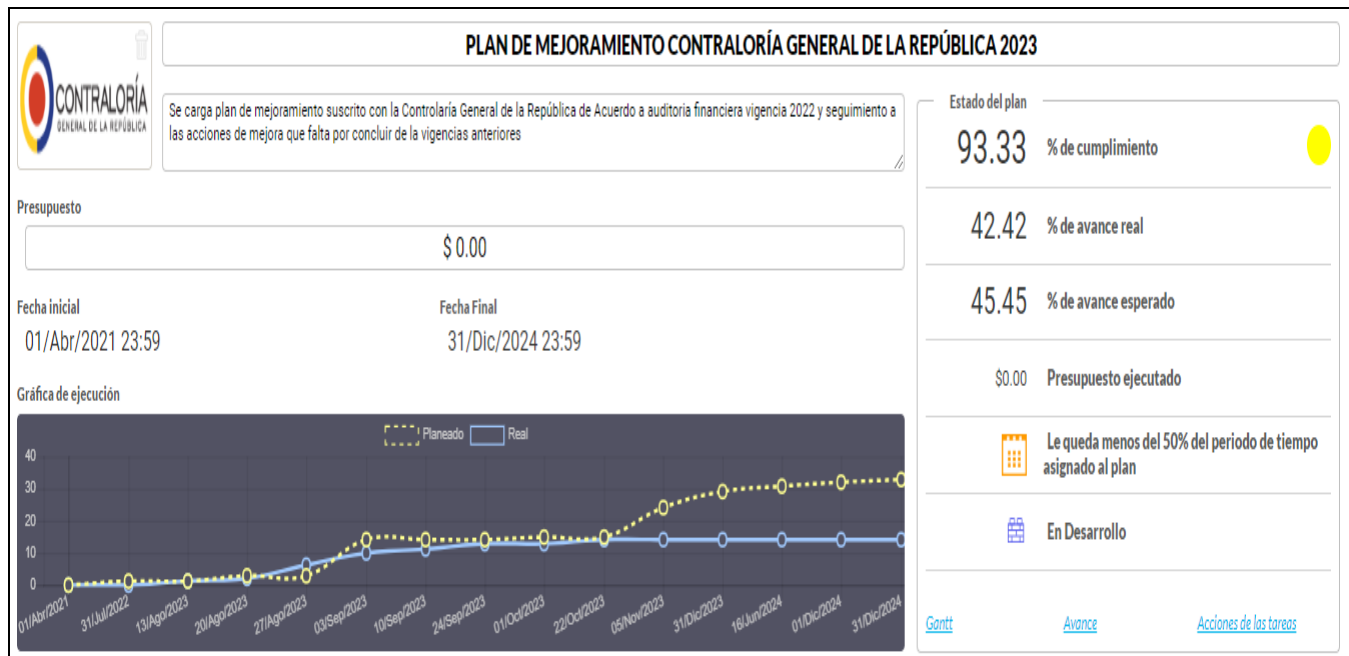 PLAN DE MEJORAMIENTO CONTRALORÍA GENERAL DE LA REPÚBLICA 2023
CONTRALORÍA
GENERAL DE LA REPÚBLICA
Se carga plan de mejoramiento suscrito con la Controlaría General de la República de Acuerdo a auditoria financiera vigencia 2022 y seguimiento a
las acciones de mejora que falta por concluir de la vigencias anteriores
Presupuesto
$ 0.00
Fecha inicial
01/Abr/2021 23:59
Fecha Final
31/Dic/2024 23:59
Gráfica de ejecución
Planeado
Real
40
30
20
10
0
01/Abr/2021
31/Jul/2022
13/Ago/2023
20/Ago/2023
27/Ago/2023
03/Sep/2023
10/Sep/2023
24/Sep/2023
01/Oct/2023
22/Oct/2023
05/Nov/2023
31/Dic/2023
16/Jun/2024
01/Dic/2024
31/Dic/2024
Estado del plan
93.33 % de cumplimiento
42.42 % de avance real
45.45 % de avance esperado
$0.00 Presupuesto ejecutado
Le queda menos del 50% del periodo de tiempo
asignado al plan
En Desarrollo
Gantt
Avance
Acciones de las tareas